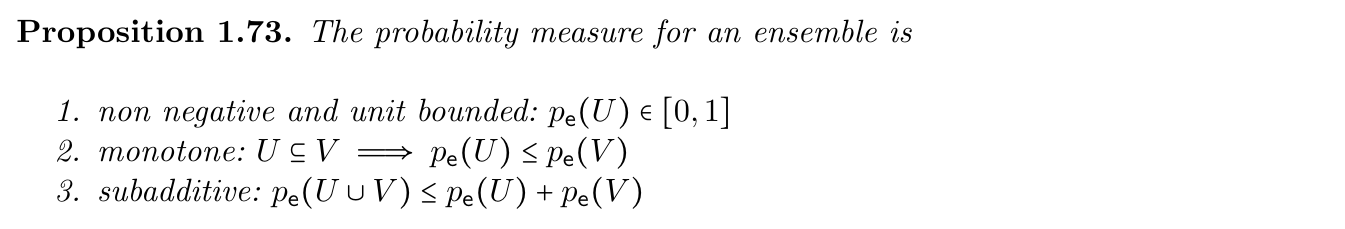 Proposition 1.73. The probability measure for an ensemble is
1. non negative and unit bounded: pₑ(U) ∈ [0,1]
2. monotone: U ⊆ V ⟹ pₑ(U) ≤ pₑ(V)
3. subadditive: pₑ(U ∪ V) ≤ pₑ(U) + pₑ(V)